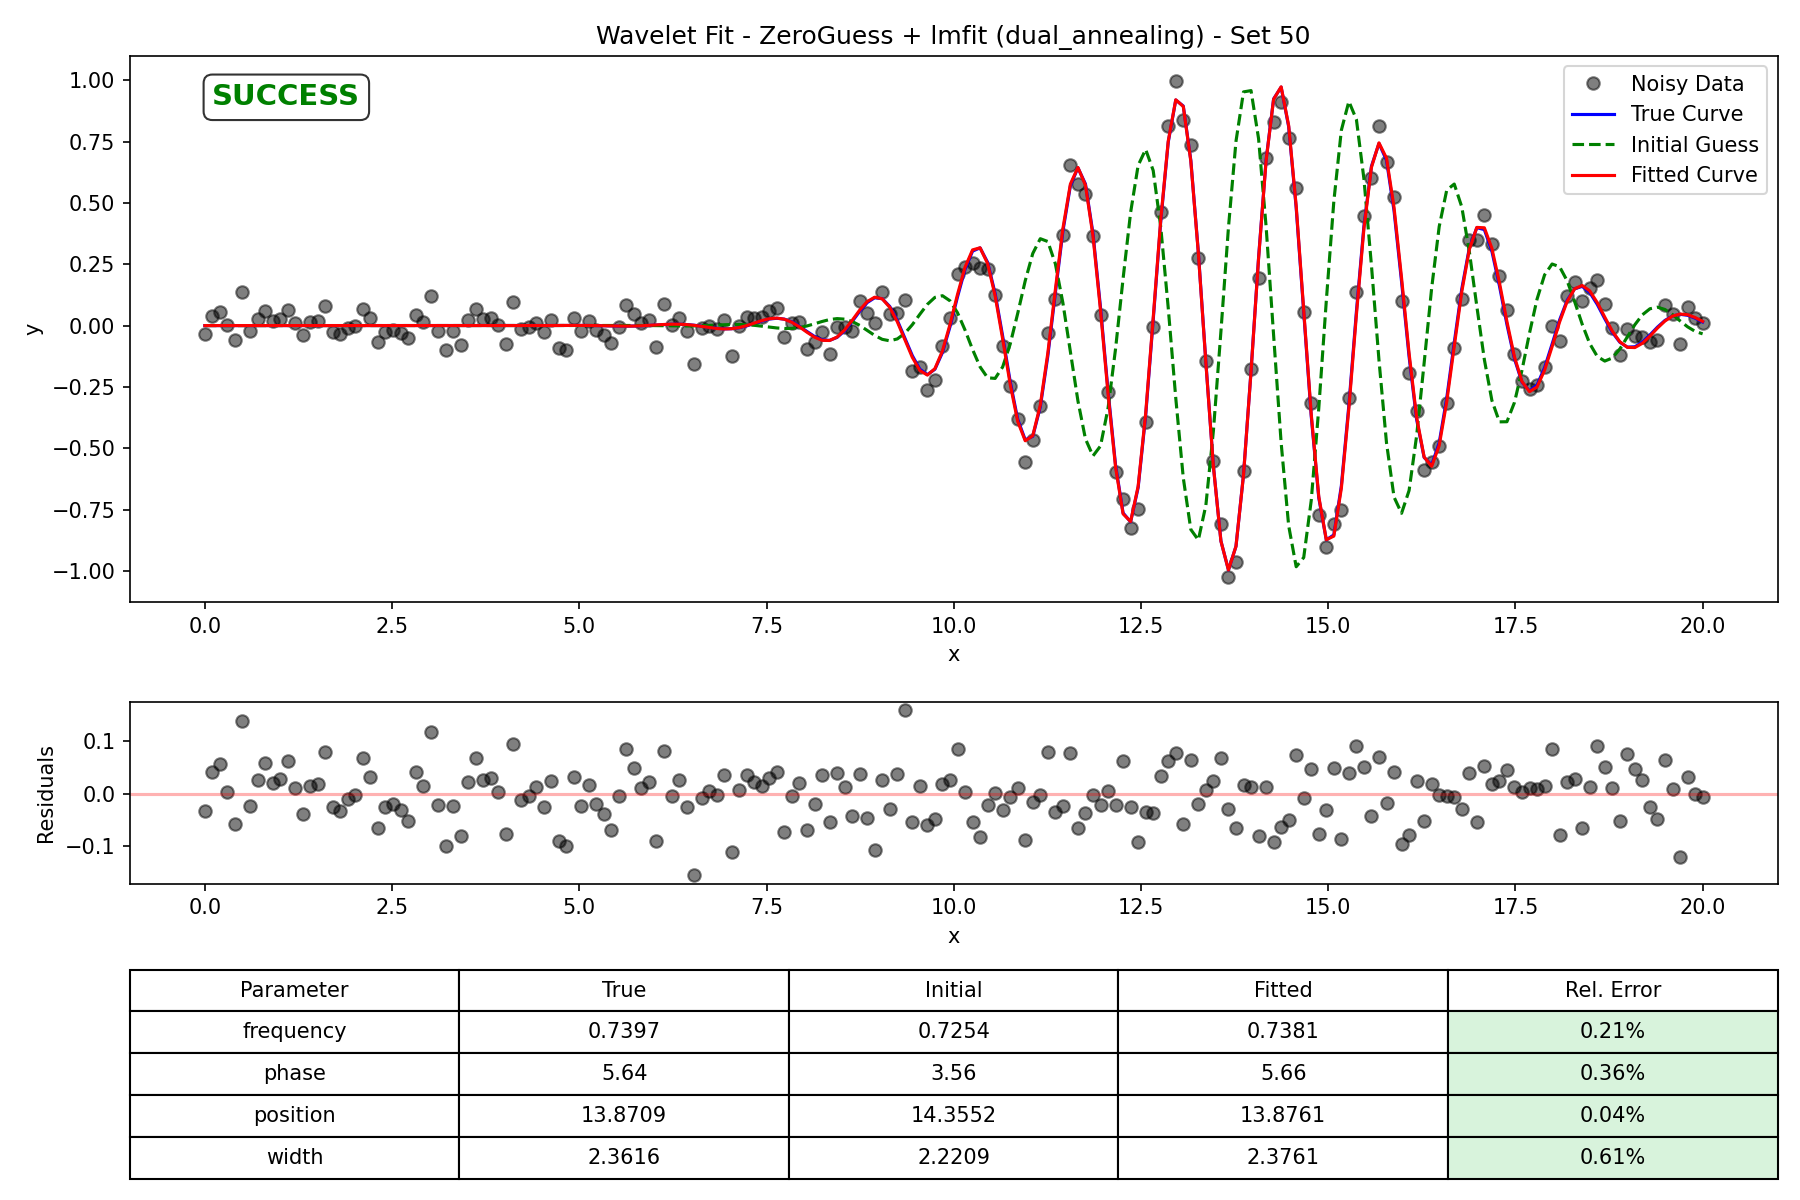 Wavelet Fit - ZeroGuess + lmfit (dual_annealing) - Set 50
SUCCESS
Noisy Data
True Curve
Initial Guess
Fitted Curve
1.00
0.75
0.50
0.25
0.00
−0.25
−0.50
−0.75
−1.00
y
0.0 2.5 5.0 7.5 10.0 12.5 15.0 17.5 20.0
x
0.1
0.0
−0.1
Residuals
0.0 2.5 5.0 7.5 10.0 12.5 15.0 17.5 20.0
x
Parameter True Initial Fitted Rel. Error
frequency 0.7397 0.7254 0.7381 0.21%
phase 5.64 3.56 5.66 0.36%
position 13.8709 14.3552 13.8761 0.04%
width 2.3616 2.2209 2.3761 0.61%